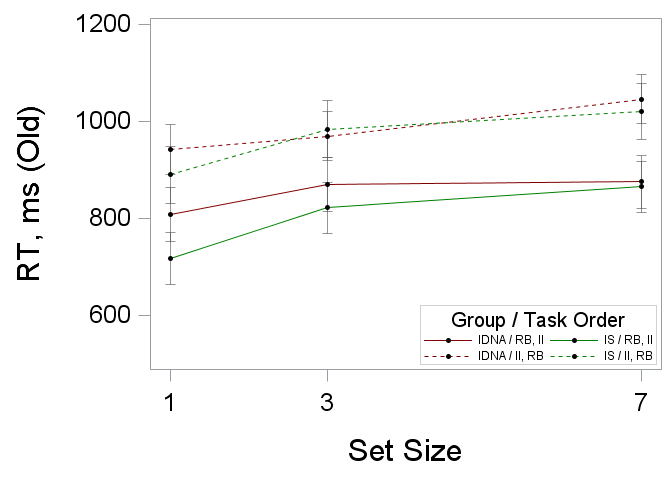 1200
1000
800
600
RT, ms (Old)
1
3
7
Set Size
Group / Task Order
IDNA / RB, II
IS / RB, II
IDNA / II, RB
IS / II, RB